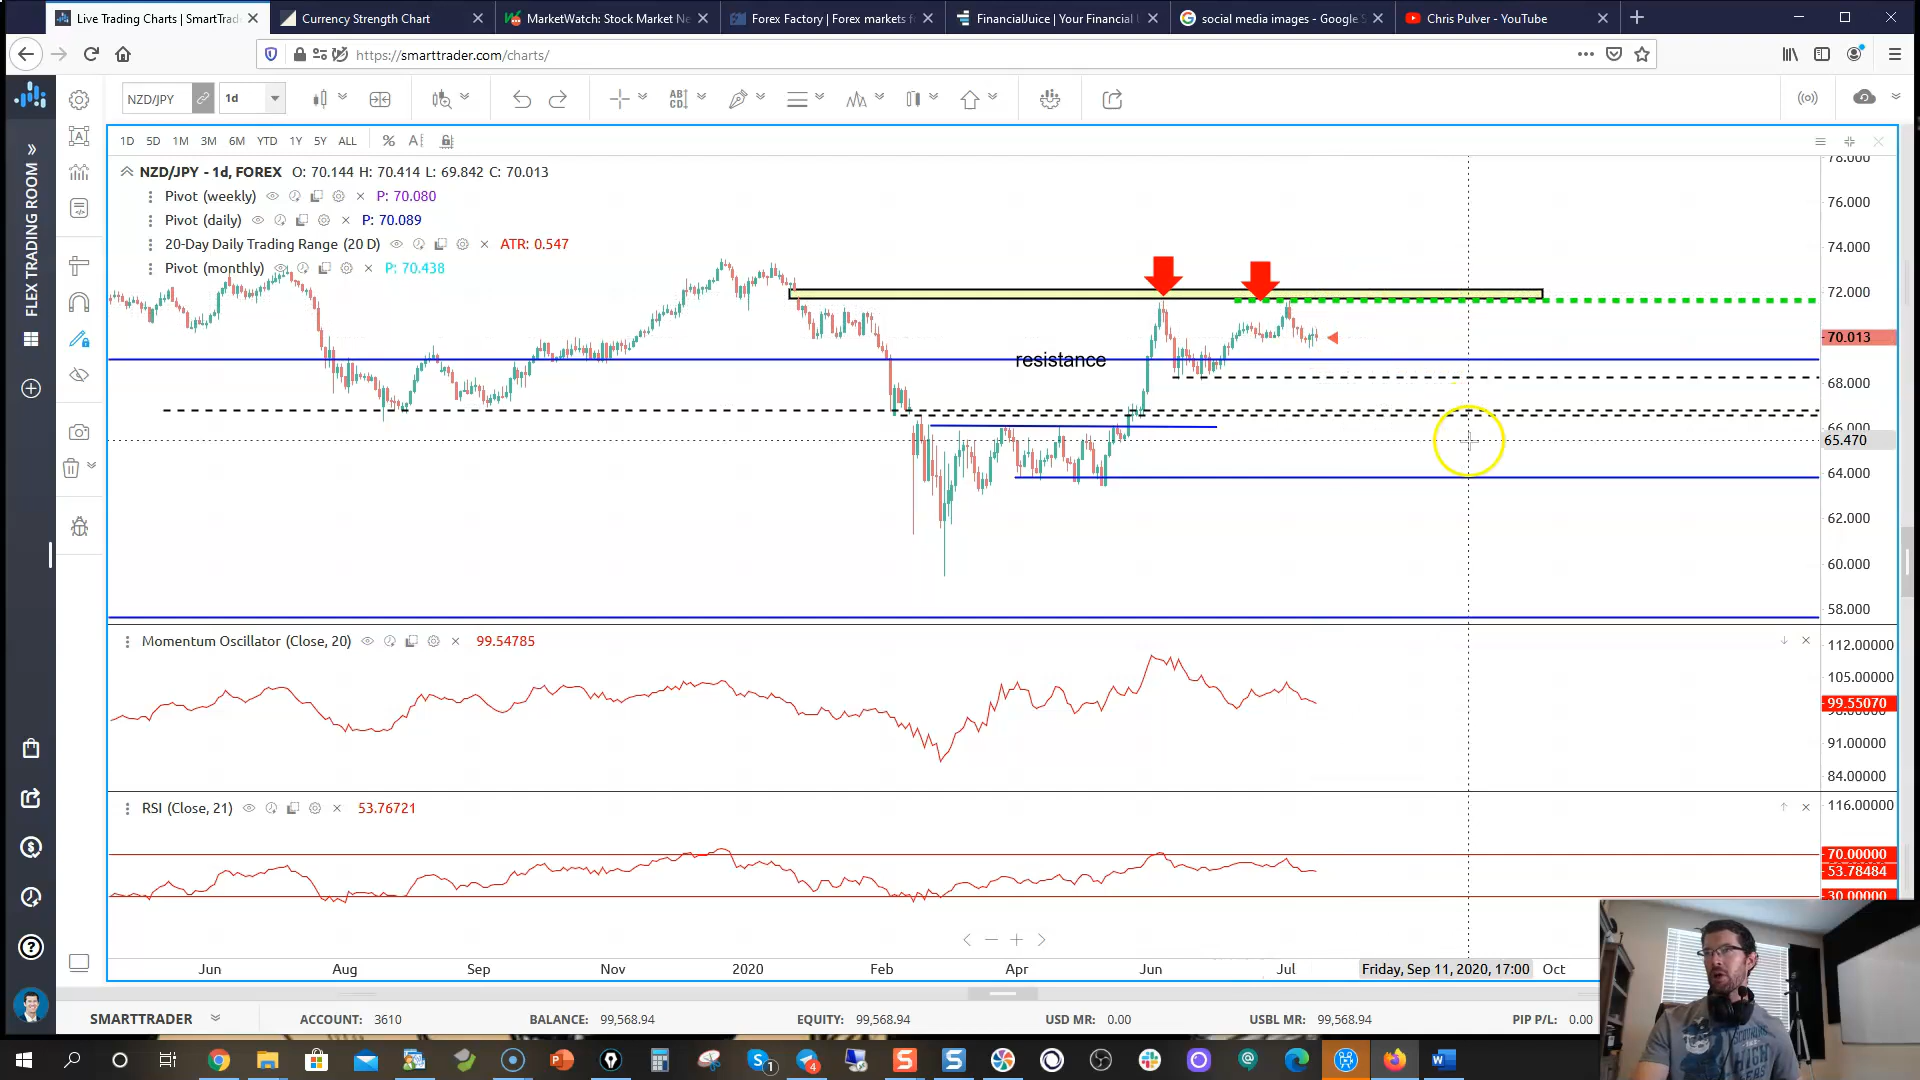 Live Trading Charts | SmartTrad
Currency Strength Chart
MarketWatch: Stock Market Ne
Forex Factory | Forex markets f
FinancialJuice | Your Financial
social media images - Google S
Chris Pulver - YouTube
https://smarttrader.com/charts/
NZD/JPY
1d
AB
CD
1D 5D 1M 3M 6M YTD 1Y 5Y ALL
FLEX TRADING ROOM
NZD/JPY - 1d, FOREX O: 70.144 H: 70.414 L: 69.842 C: 70.013
Pivot (weekly) P: 70.080
Pivot (daily) P: 70.089
20-Day Daily Trading Range (20 D) ATR: 0.547
Pivot (monthly) P: 70.438
resistance
78.000
76.000
74.000
72.000
70.013
68.000
66.000
65.470
64.000
62.000
60.000
58.000
Momentum Oscillator (Close, 20) 99.54785
112.00000
105.00000
99.55070
91.00000
84.00000
RSI (Close, 21) 53.76721
116.00000
70.00000
53.78484
30.00000
Jun Aug Sep Nov 2020 Feb Apr Jun Jul Friday, Sep 11, 2020, 17:00 Oct
SMARTTRADER ACCOUNT: 3610 BALANCE: 99,568.94 EQUITY: 99,568.94 USD MR: 0.00 USBL MR: 99,568.94 PIP P/L: 0.00
1
4